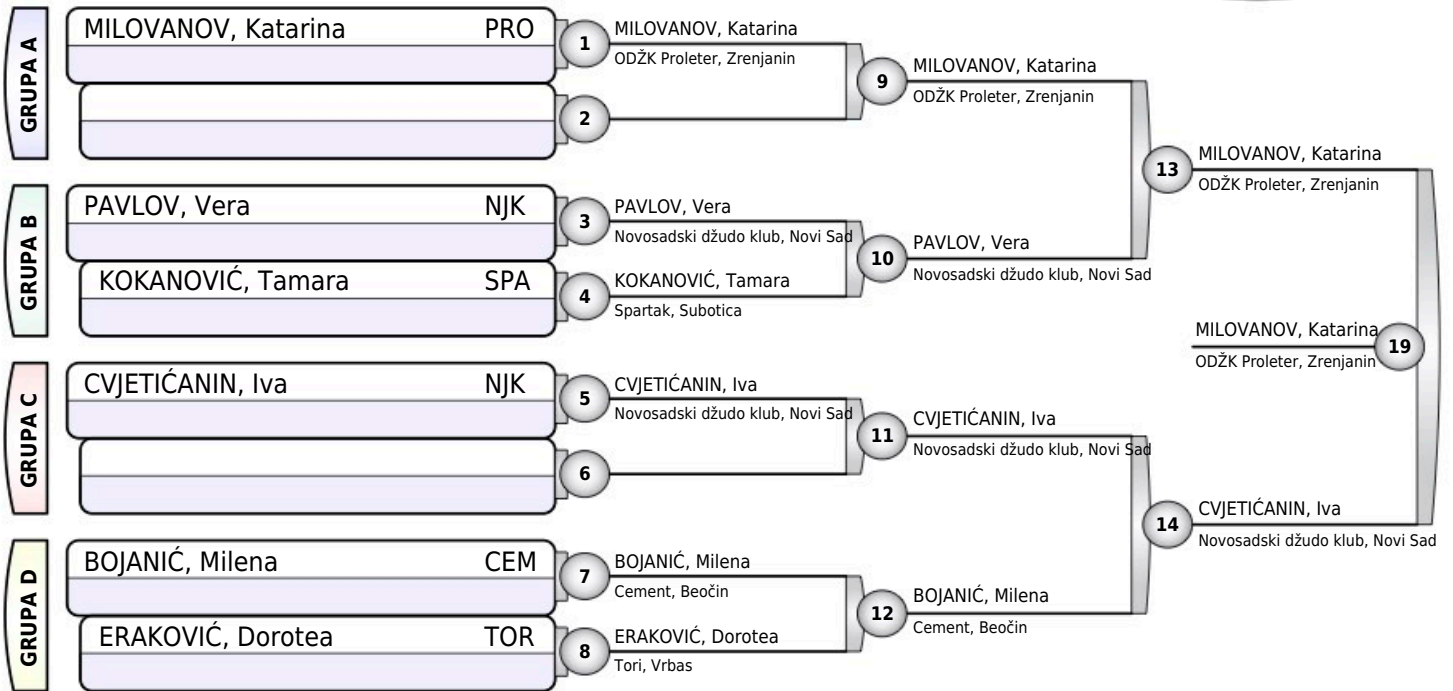 GRUPA A
MILOVANOV, Katarina PRO
1
MILOVANOV, Katarina
ODŽK Proleter, Zrenjanin
2
9
MILOVANOV, Katarina
ODŽK Proleter, Zrenjanin
GRUPA B
PAVLOV, Vera NJK
3
PAVLOV, Vera
Novosadski džudo klub, Novi Sad
KOKANOVIĆ, Tamara SPA
4
KOKANOVIĆ, Tamara
Spartak, Subotica
10
PAVLOV, Vera
Novosadski džudo klub, Novi Sad
13
MILOVANOV, Katarina
ODŽK Proleter, Zrenjanin
GRUPA C
CVJETIĆANIN, Iva NJK
5
CVJETIĆANIN, Iva
Novosadski džudo klub, Novi Sad
6
11
CVJETIĆANIN, Iva
Novosadski džudo klub, Novi Sad
GRUPA D
BOJANIĆ, Milena CEM
7
BOJANIĆ, Milena
Cement, Beočin
ERAKOVIĆ, Dorotea TOR
8
ERAKOVIĆ, Dorotea
Tori, Vrbas
12
BOJANIĆ, Milena
Cement, Beočin
14
CVJETIĆANIN, Iva
Novosadski džudo klub, Novi Sad
MILOVANOV, Katarina
ODŽK Proleter, Zrenjanin
19